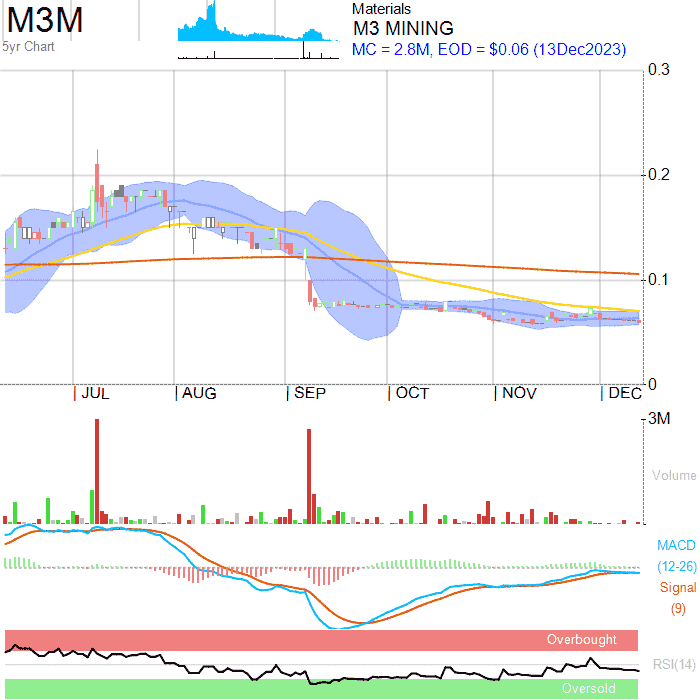 M3M
5yr Chart
Materials
M3 MINING
MC = 2.8M, EOD = $0.06 (13Dec2023)
0.3
0.2
0.1
0
JUL AUG SEP OCT NOV DEC
3M
Volume
MACD
(12-26)
Signal
(9)
Overbought
RSI(14)
Oversold